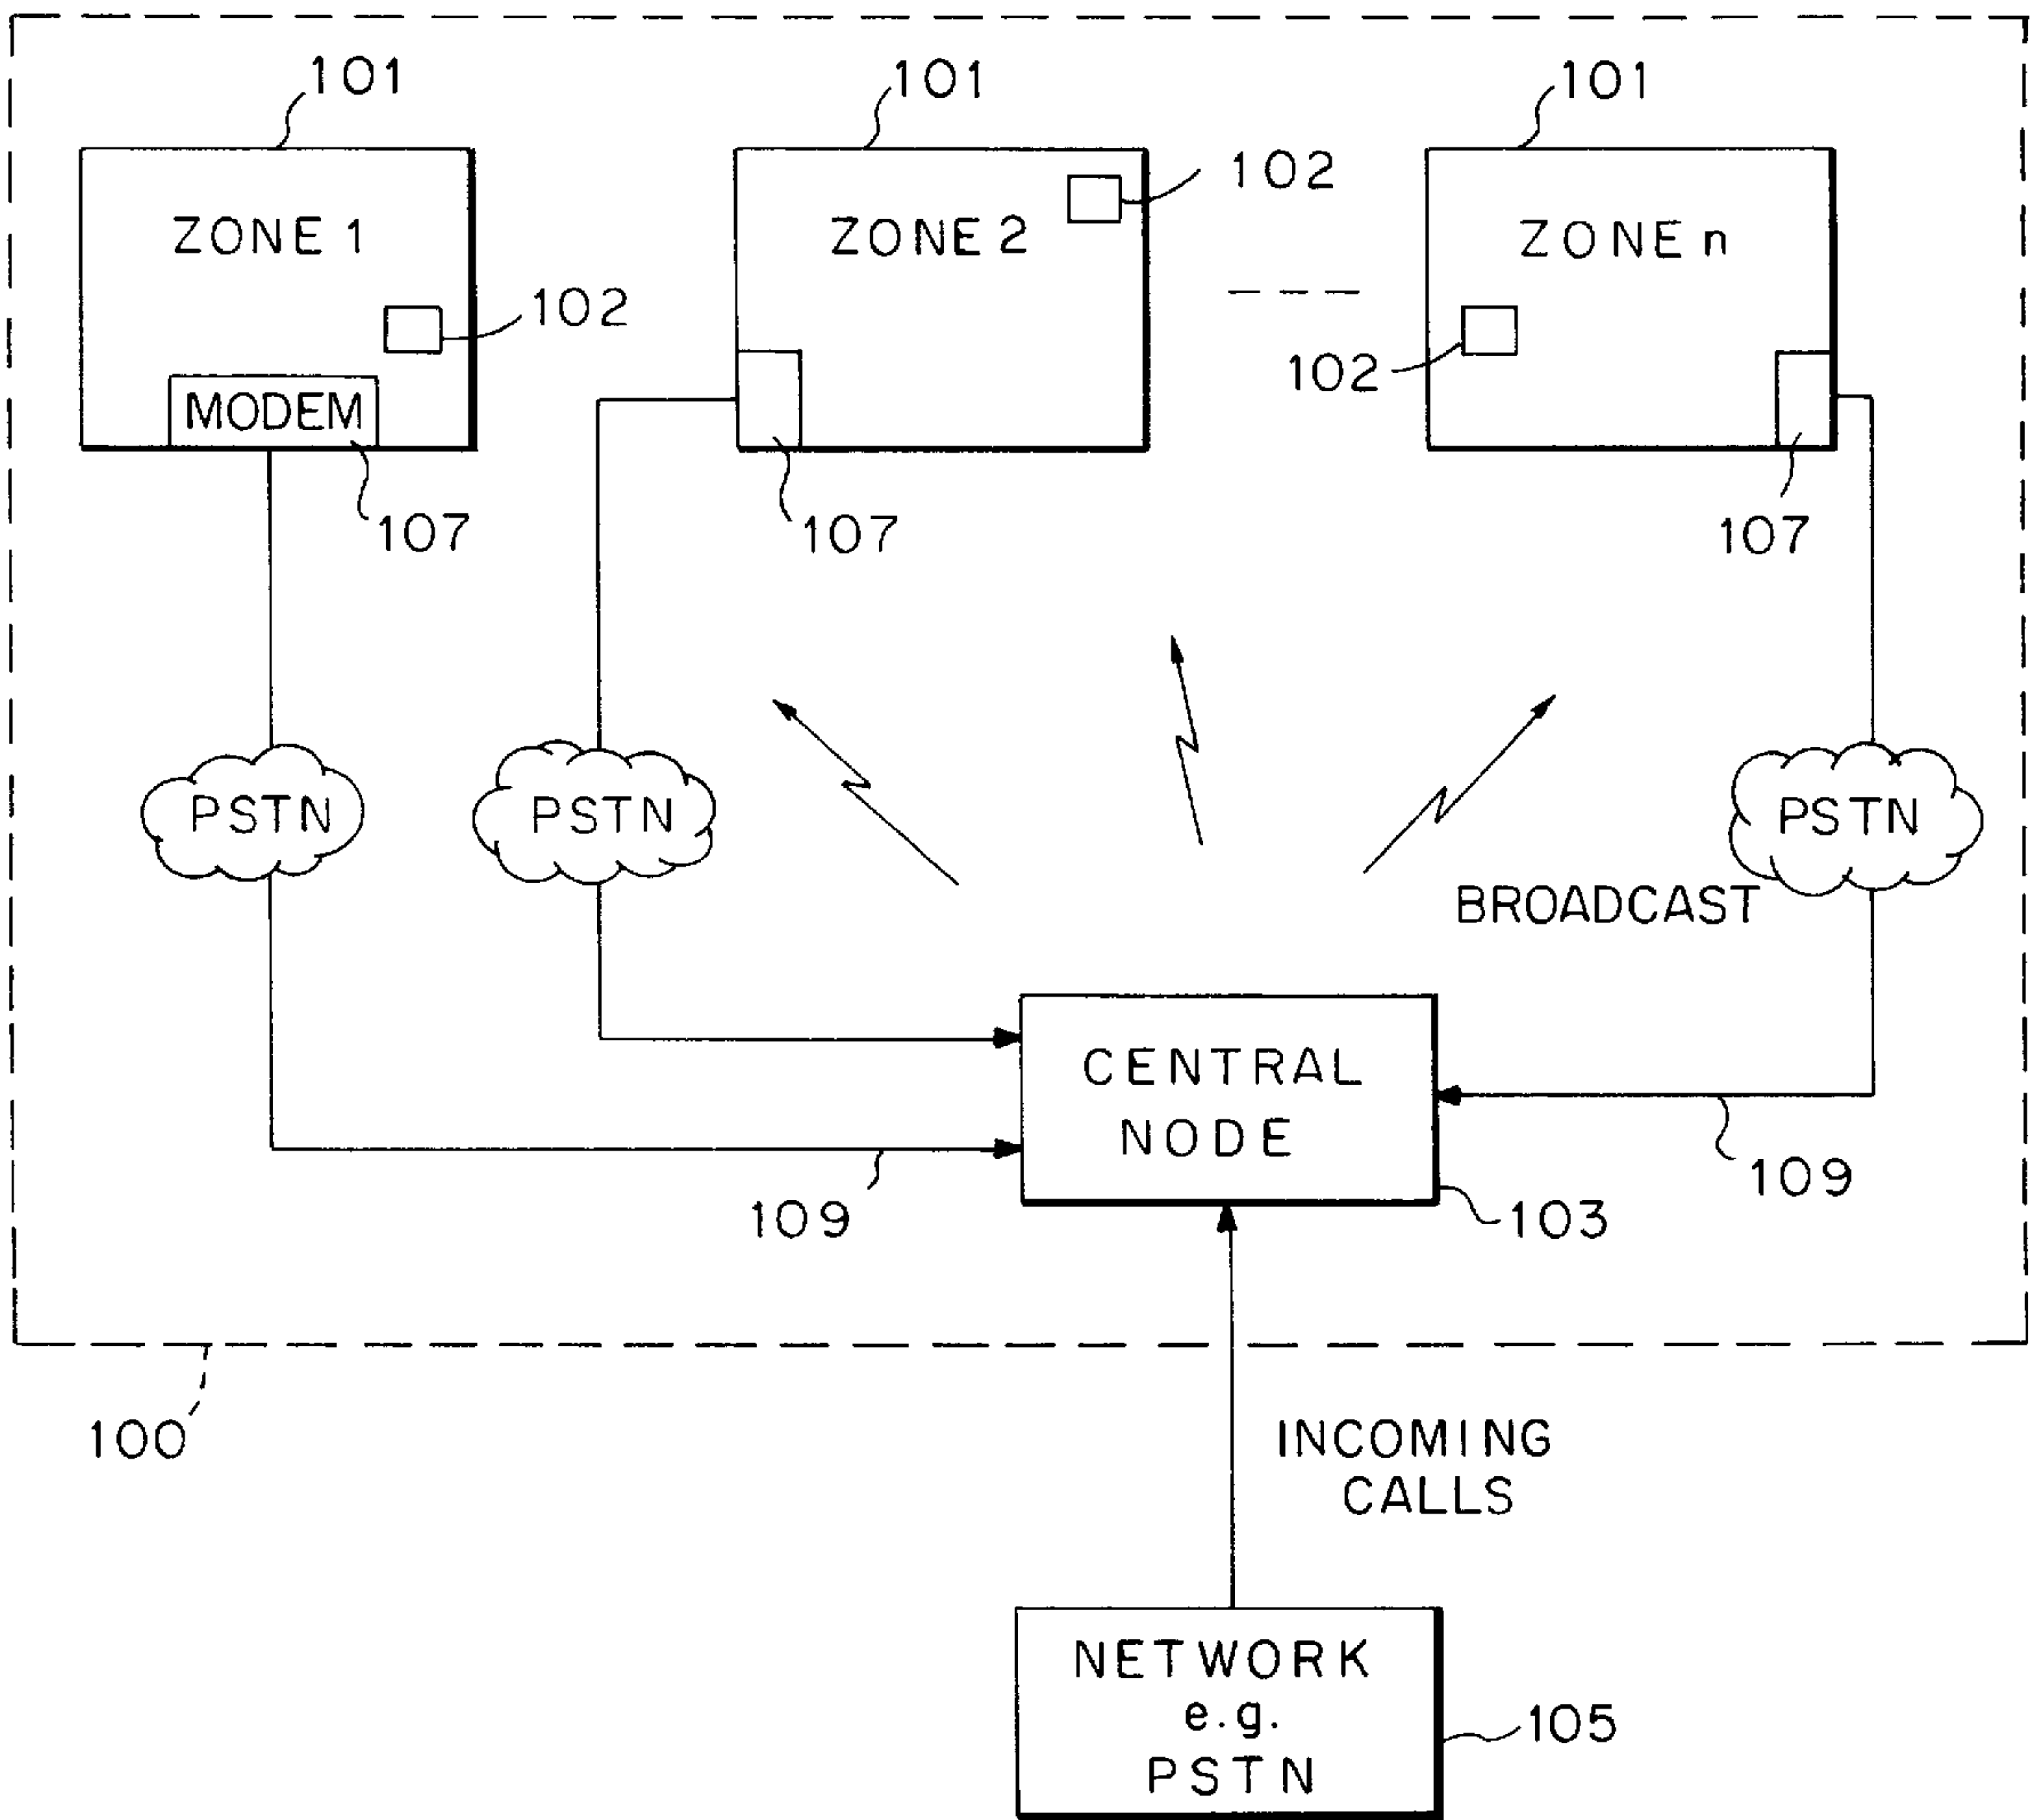 101
101
101
ZONE 1
ZONE 2
ZONE n
102
102
102
MODEM
107
107
107
PSTN
PSTN
PSTN
BROADCAST
CENTRAL
NODE
109
109
103
100
INCOMING
CALLS
NETWORK
e.g.
PSTN
105